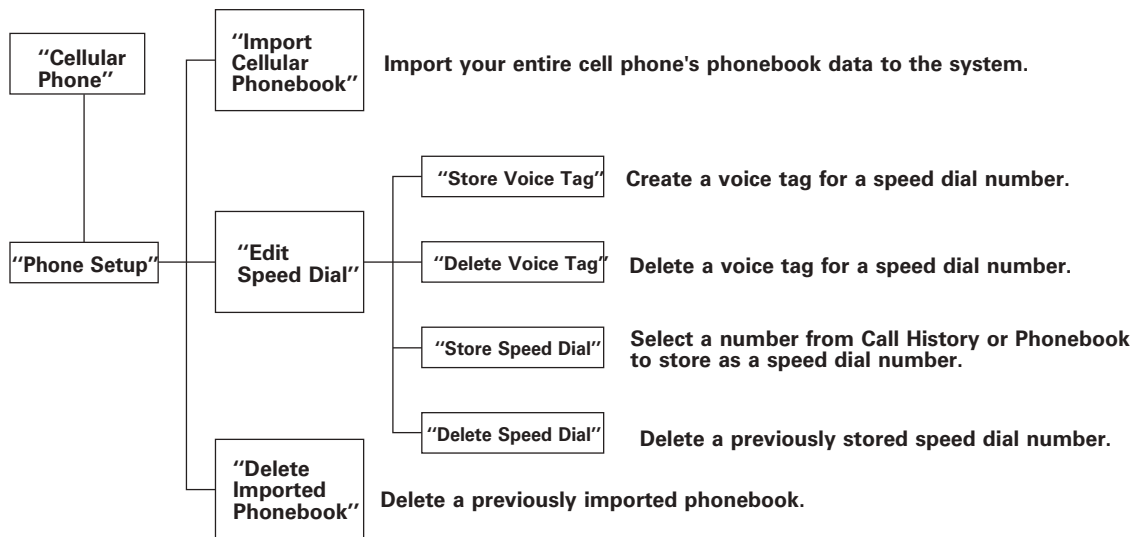 "Cellular
Phone"
"Import
Cellular
Phonebook"
Import your entire cell phone's phonebook data to the system.
"Store Voice Tag"
Create a voice tag for a speed dial number.
"Phone Setup"
"Edit
Speed Dial"
"Delete Voice Tag"
Delete a voice tag for a speed dial number.
"Store Speed Dial"
Select a number from Call History or Phonebook
to store as a speed dial number.
"Delete Speed Dial"
Delete a previously stored speed dial number.
"Delete
Imported
Phonebook"
Delete a previously imported phonebook.